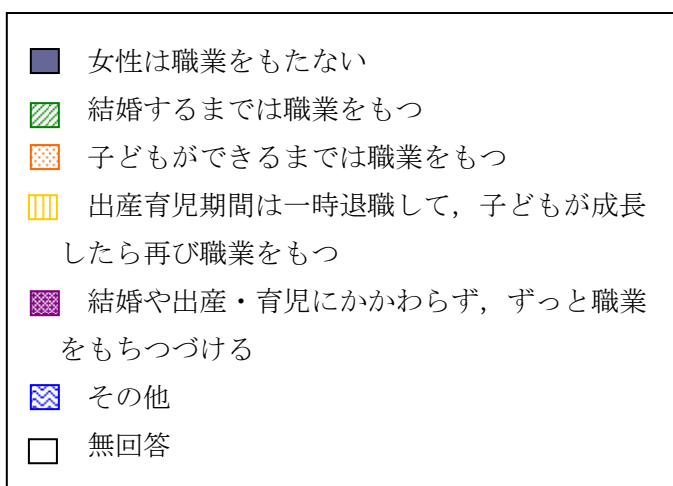 女性は職業をもたない
結婚するまでは職業をもつ
子どもができるまでは職業をもつ
出産育児期間は一時退職して，子どもが成長
したら再び職業をもつ
結婚や出産・育児にかかわらず，ずっと職業
をもちつづける
その他
無回答